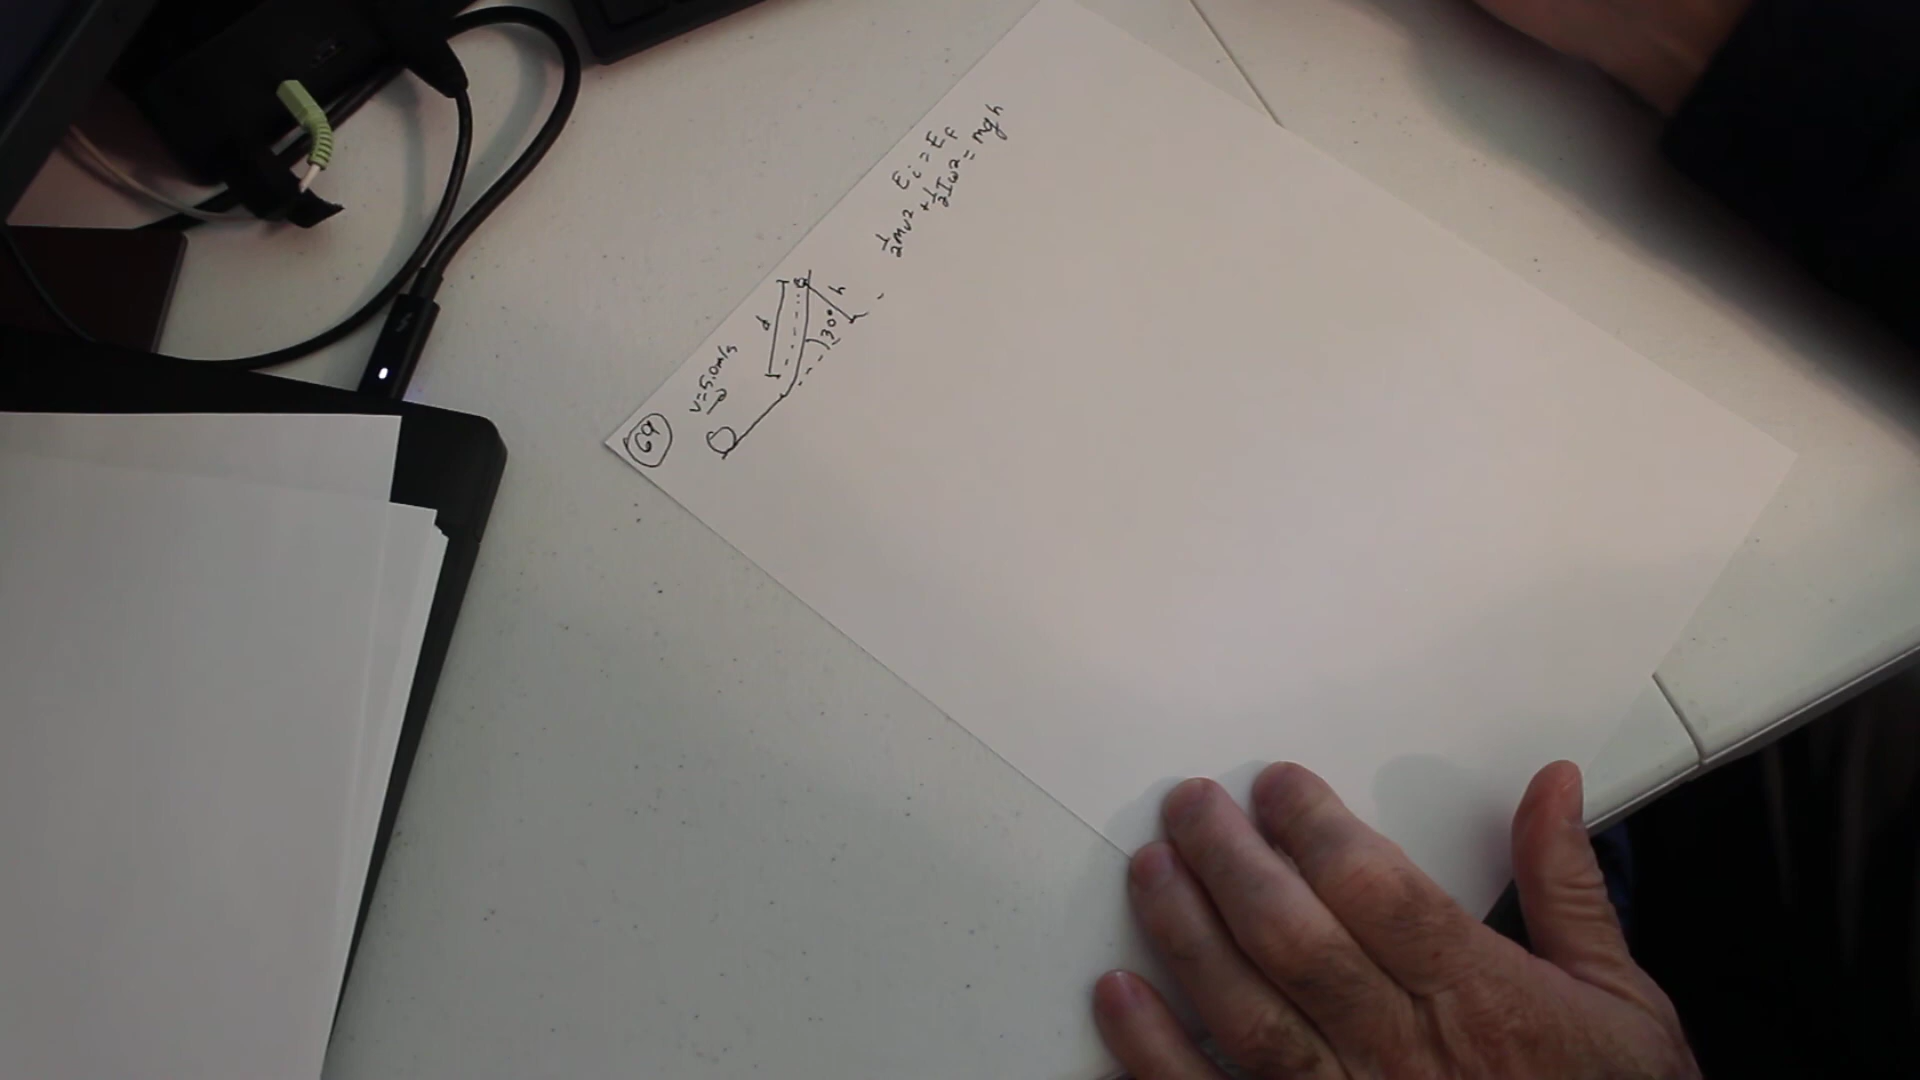 69
v=5.0m/s
d
30°
h
Ei = EF
½mv² + ½Iω² = mgh